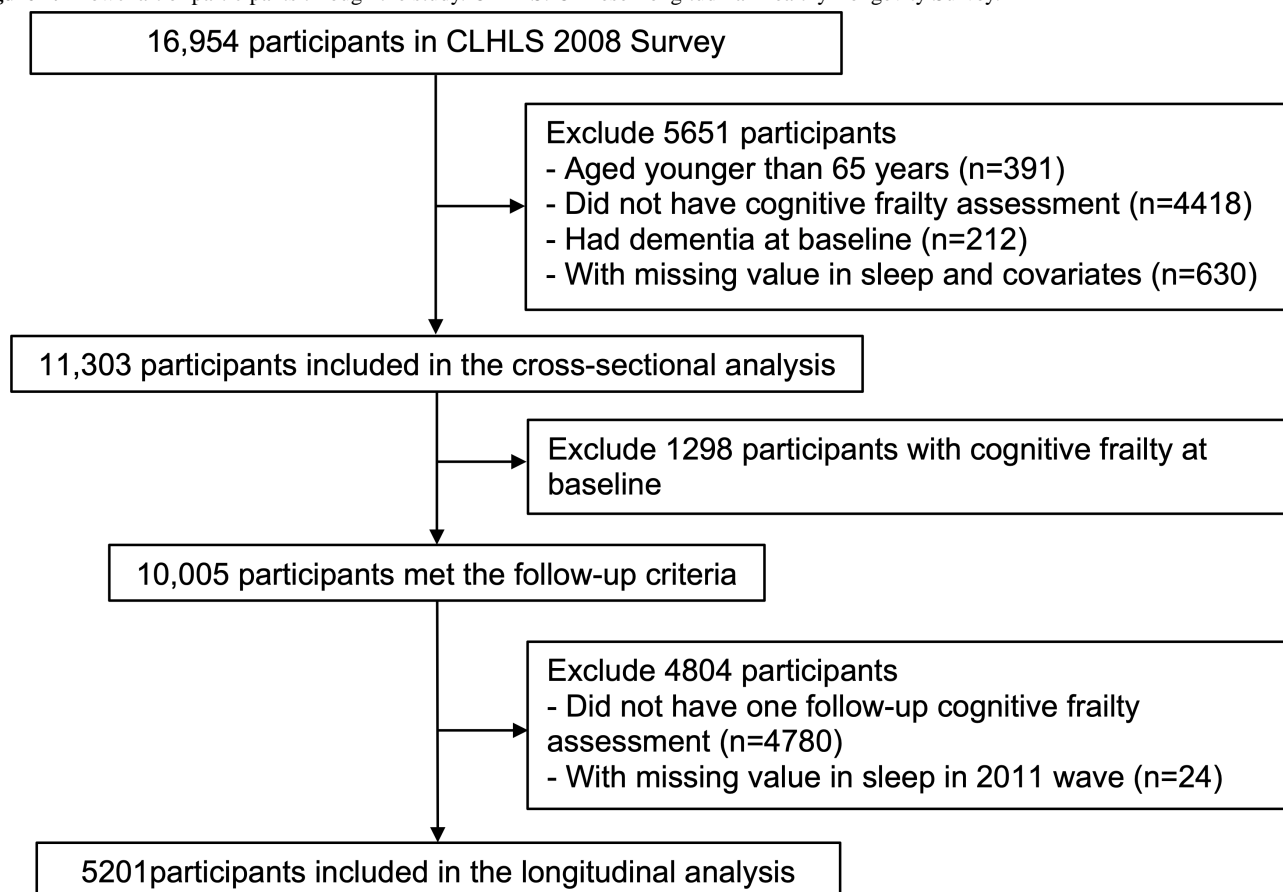 16,954 participants in CLHLS 2008 Survey
Exclude 5651 participants
- Aged younger than 65 years (n=391)
- Did not have cognitive frailty assessment (n=4418)
- Had dementia at baseline (n=212)
- With missing value in sleep and covariates (n=630)
11,303 participants included in the cross-sectional analysis
Exclude 1298 participants with cognitive frailty at
baseline
10,005 participants met the follow-up criteria
Exclude 4804 participants
- Did not have one follow-up cognitive frailty
assessment (n=4780)
- With missing value in sleep in 2011 wave (n=24)
5201participants included in the longitudinal analysis